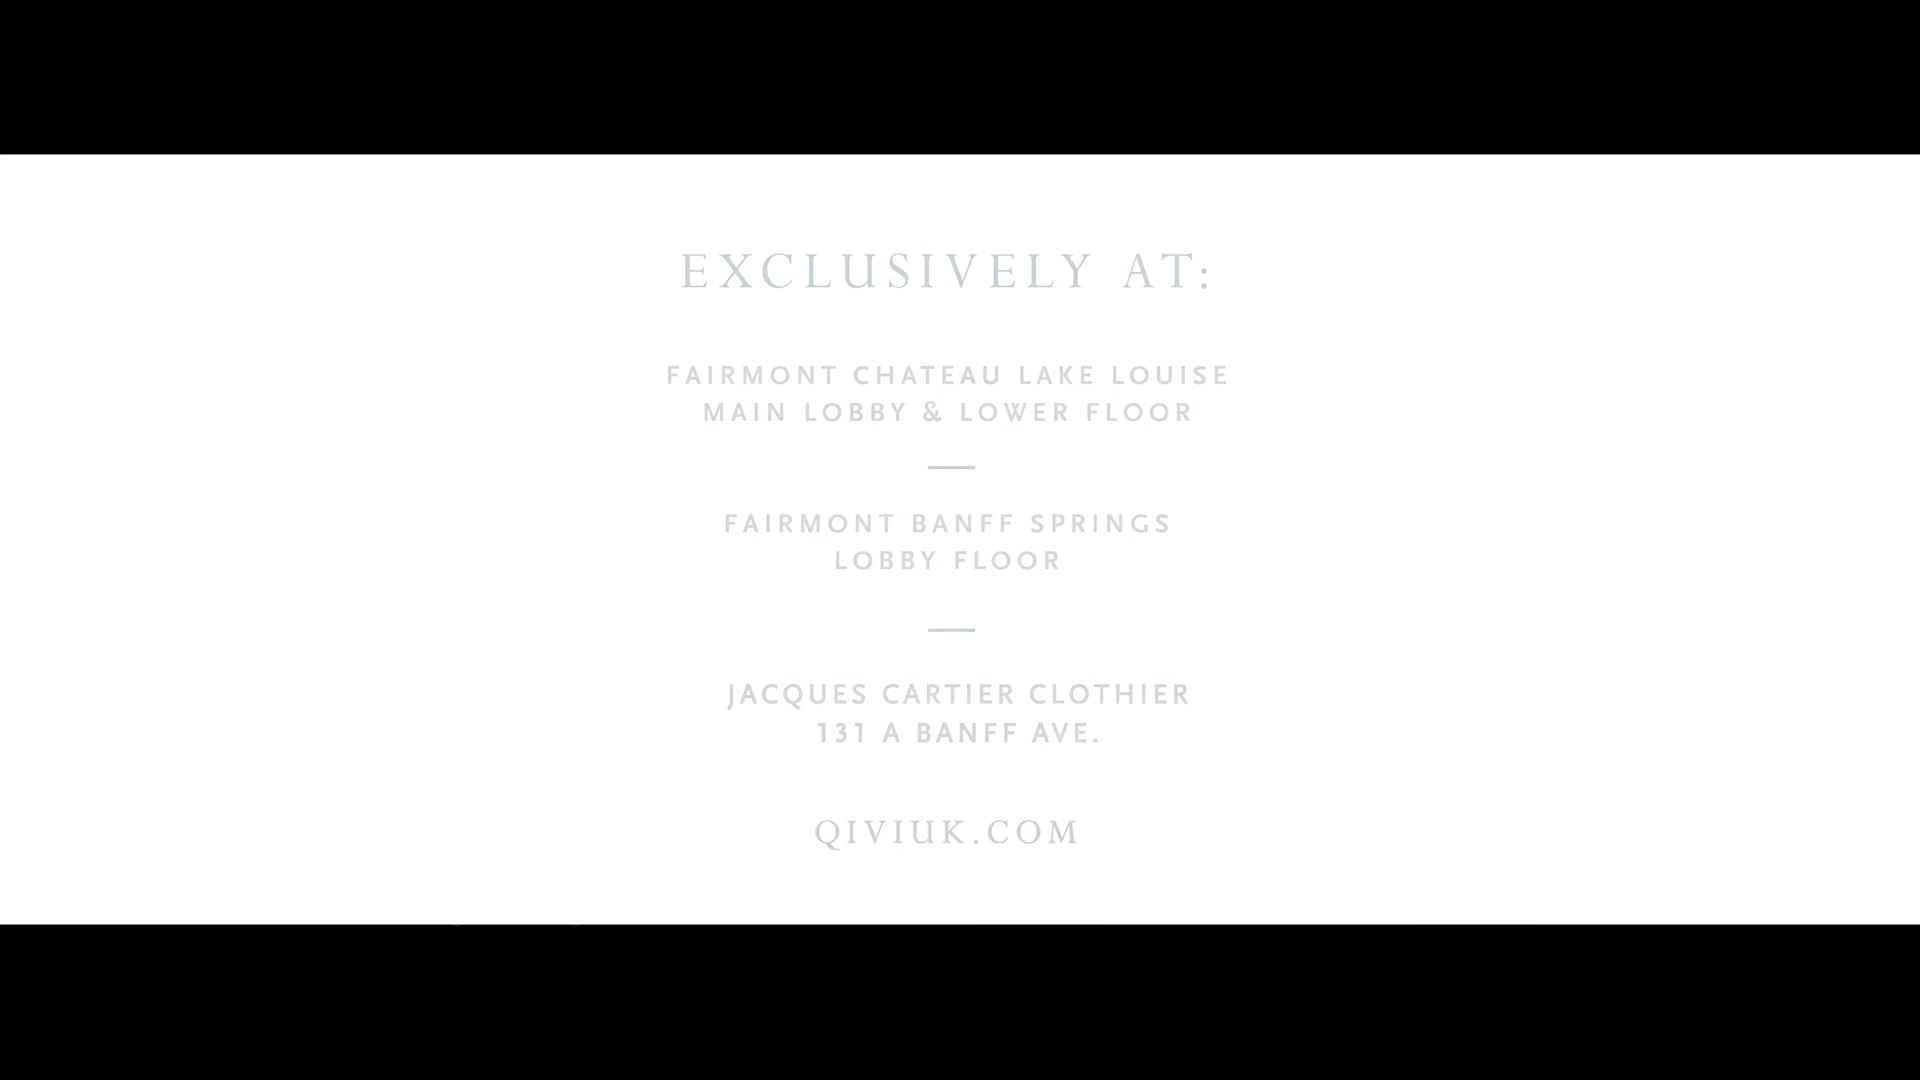 EXCLUSIVELY AT:
FAIRMONT CHATEAU LAKE LOUISE
MAIN LOBBY & LOWER FLOOR
FAIRMONT BANFF SPRINGS
LOBBY FLOOR
JACQUES CARTIER CLOTHIER
131 A BANFF AVE.
QIVIUK.COM